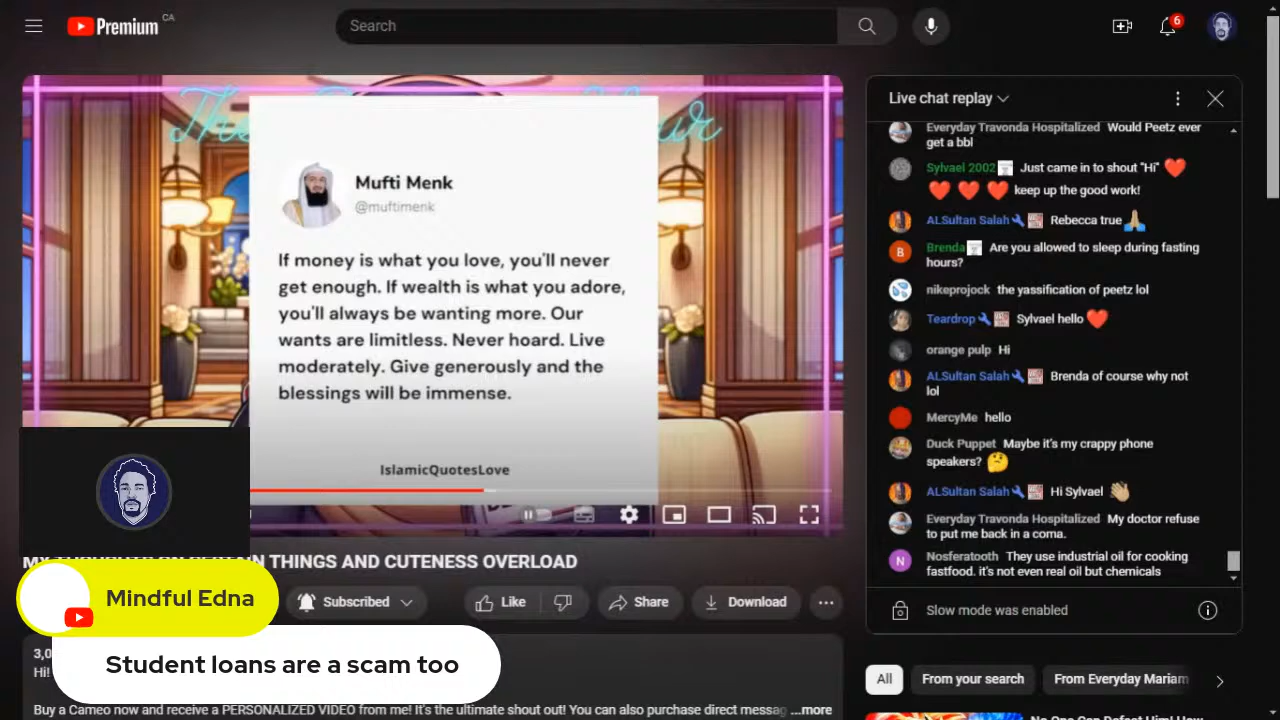 Premium CA
Search
6
The
our
Mufti Menk
@muftimenk
If money is what you love, you'll never
get enough. If wealth is what you adore,
you'll always be wanting more. Our
wants are limitless. Never hoard. Live
moderately. Give generously and the
blessings will be immense.
IslamicQuotesLove
THINGS AND CUTENESS OVERLOAD
Subscribed
Like
Share
Download
Mindful Edna
Student loans are a scam too
3,0
Hi!
Buy a Cameo now and receive a PERSONALIZED VIDEO from me! It's the ultimate shout out! You can also purchase direct messag ...more
Live chat replay
Everyday Travonda Hospitalized Would Peetz ever
get a bbl
Sylvael 2002 Just came in to shout "Hi"
keep up the good work!
ALSultan Salah Rebecca true
B Brenda Are you allowed to sleep during fasting
hours?
nikeprojock the yassification of peetz lol
Teardrop Sylvael hello
orange pulp Hi
ALSultan Salah Brenda of course why not
lol
MercyMe hello
Duck Puppet Maybe it's my crappy phone
speakers?
ALSultan Salah Hi Sylvael
Everyday Travonda Hospitalized My doctor refuse
to put me back in a coma.
N Nosferatooth They use industrial oil for cooking
fastfood. it's not even real oil but chemicals
Slow mode was enabled
All
From your search
From Everyday Mariam
No One Can Defeat Him! How